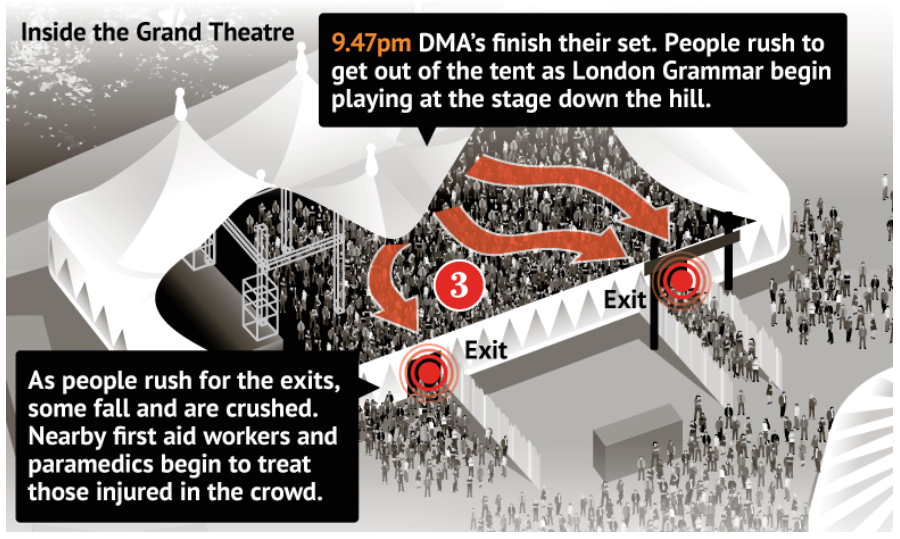 Inside the Grand Theatre
9.47pm DMA's finish their set. People rush to
get out of the tent as London Grammar begin
playing at the stage down the hill.
3
Exit
Exit
As people rush for the exits,
some fall and are crushed.
Nearby first aid workers and
paramedics begin to treat
those injured in the crowd.